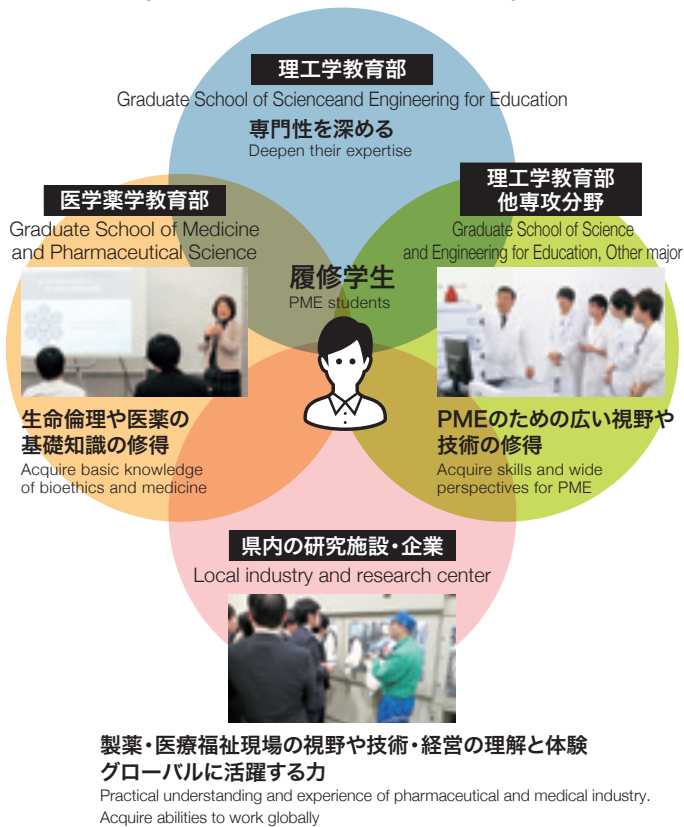 理工学教育部
Graduate School of Scienceand Engineering for Education
専門性を深める
Deepen their expertise
医学薬学教育部
Graduate School of Medicine
and Pharmaceutical Science
理工学教育部
他専攻分野
Graduate School of Science
and Engineering for Education, Other major
履修学生
PME students
生命倫理や医薬の
基礎知識の修得
Acquire basic knowledge
of bioethics and medicine
PMEのための広い視野や
技術の修得
Acquire skills and wide
perspectives for PME
県内の研究施設・企業
Local industry and research center
製薬・医療福祉現場の視野や技術・経営の理解と体験
グローバルに活躍する力
Practical understanding and experience of pharmaceutical and medical industry.
Acquire abilities to work globally